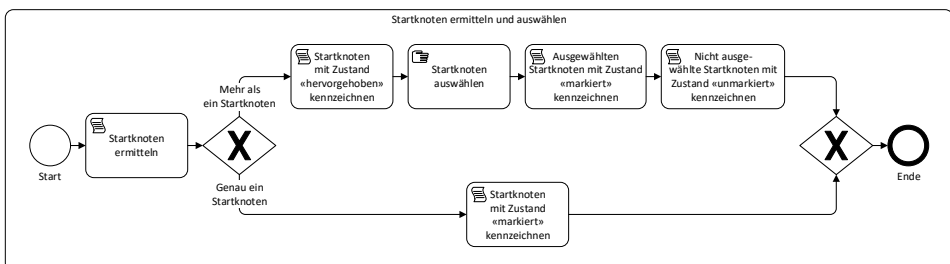 Startknoten ermitteln und auswählen
Startknoten
mit Zustand
«hervorgehoben»
kennzeichnen
Startknoten
auswählen
Ausgewählten
Startknoten mit Zustand
«markiert»
kennzeichnen
Nicht ausge-
wählte Startknoten mit
Zustand «unmarkiert»
kennzeichnen
Mehr als
ein Startknoten
Startknoten
ermitteln
X
X
Start
Ende
Genau ein
Startknoten
Startknoten
mit Zustand
«markiert»
kennzeichnen